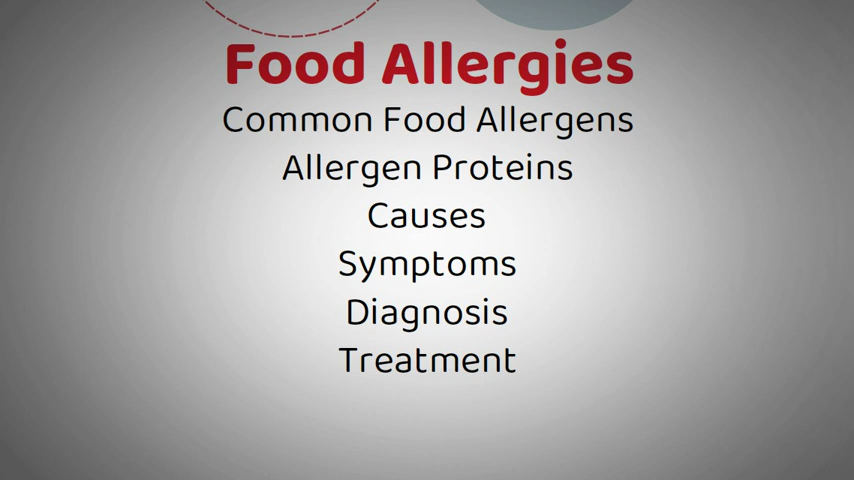 Food Allergies
Common Food Allergens
Allergen Proteins
Causes
Symptoms
Diagnosis
Treatment